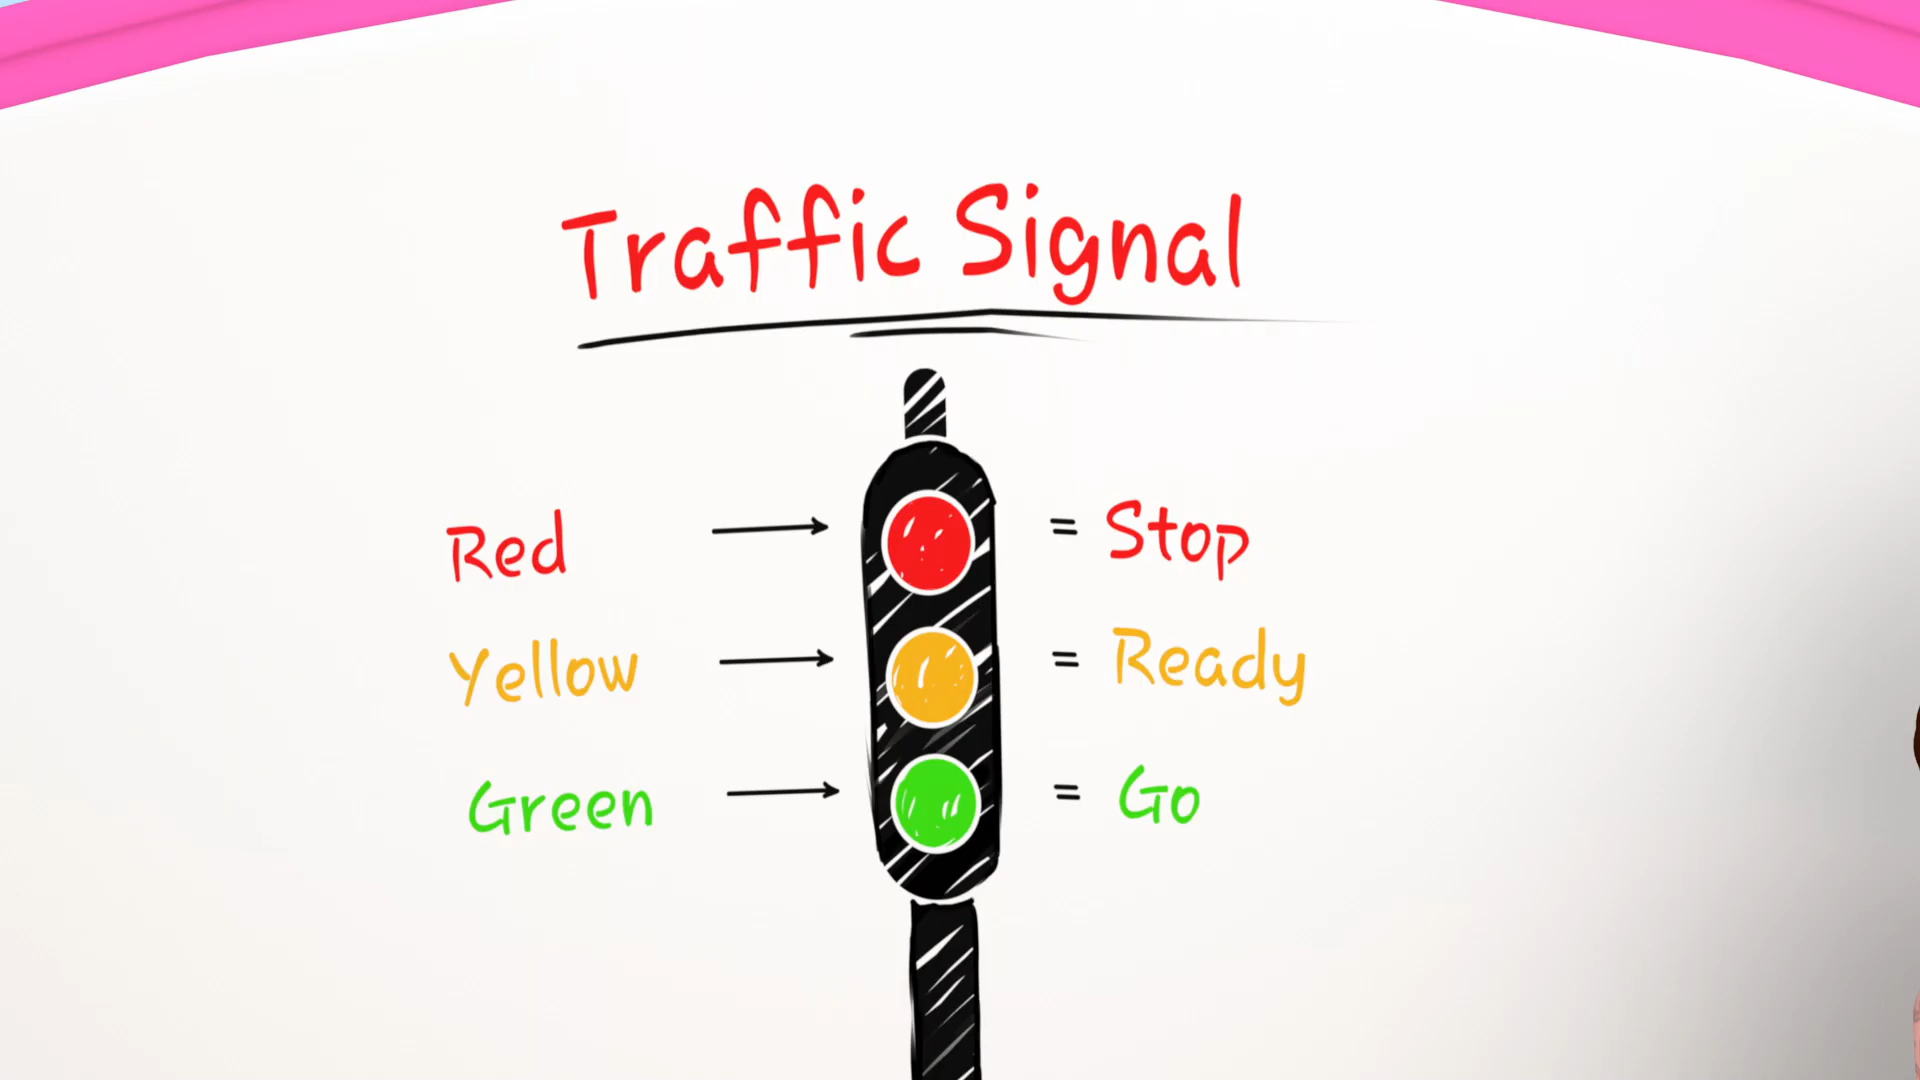 Traffic Signal
Red = Stop
Yellow = Ready
Green = Go